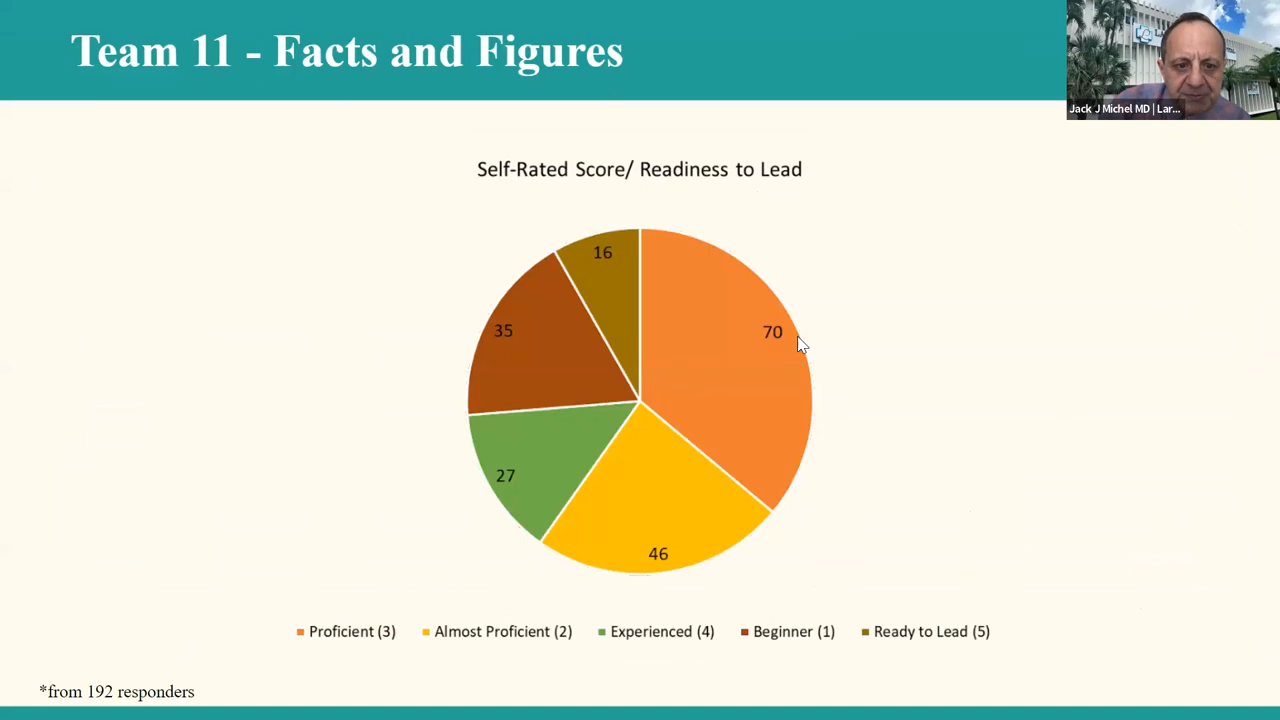 Team 11 - Facts and Figures
Jack J Michel MD | Lar...
Self-Rated Score/ Readiness to Lead
16
70
35
27
46
Proficient (3) Almost Proficient (2) Experienced (4) Beginner (1) Ready to Lead (5)
*from 192 responders